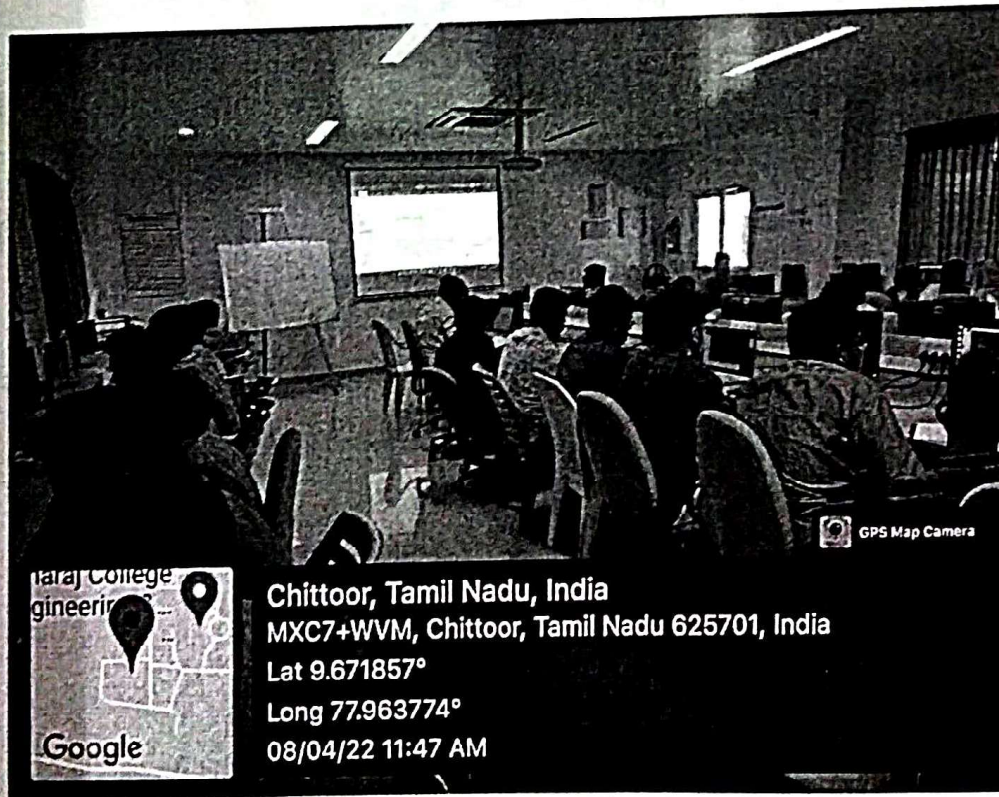 GPS Map Camera
College
Google
Chittoor, Tamil Nadu, India
MXC7+WVM, Chittoor, Tamil Nadu 625701, India
Lat 9.671857°
Long 77.963774°
08/04/22 11:47 AM